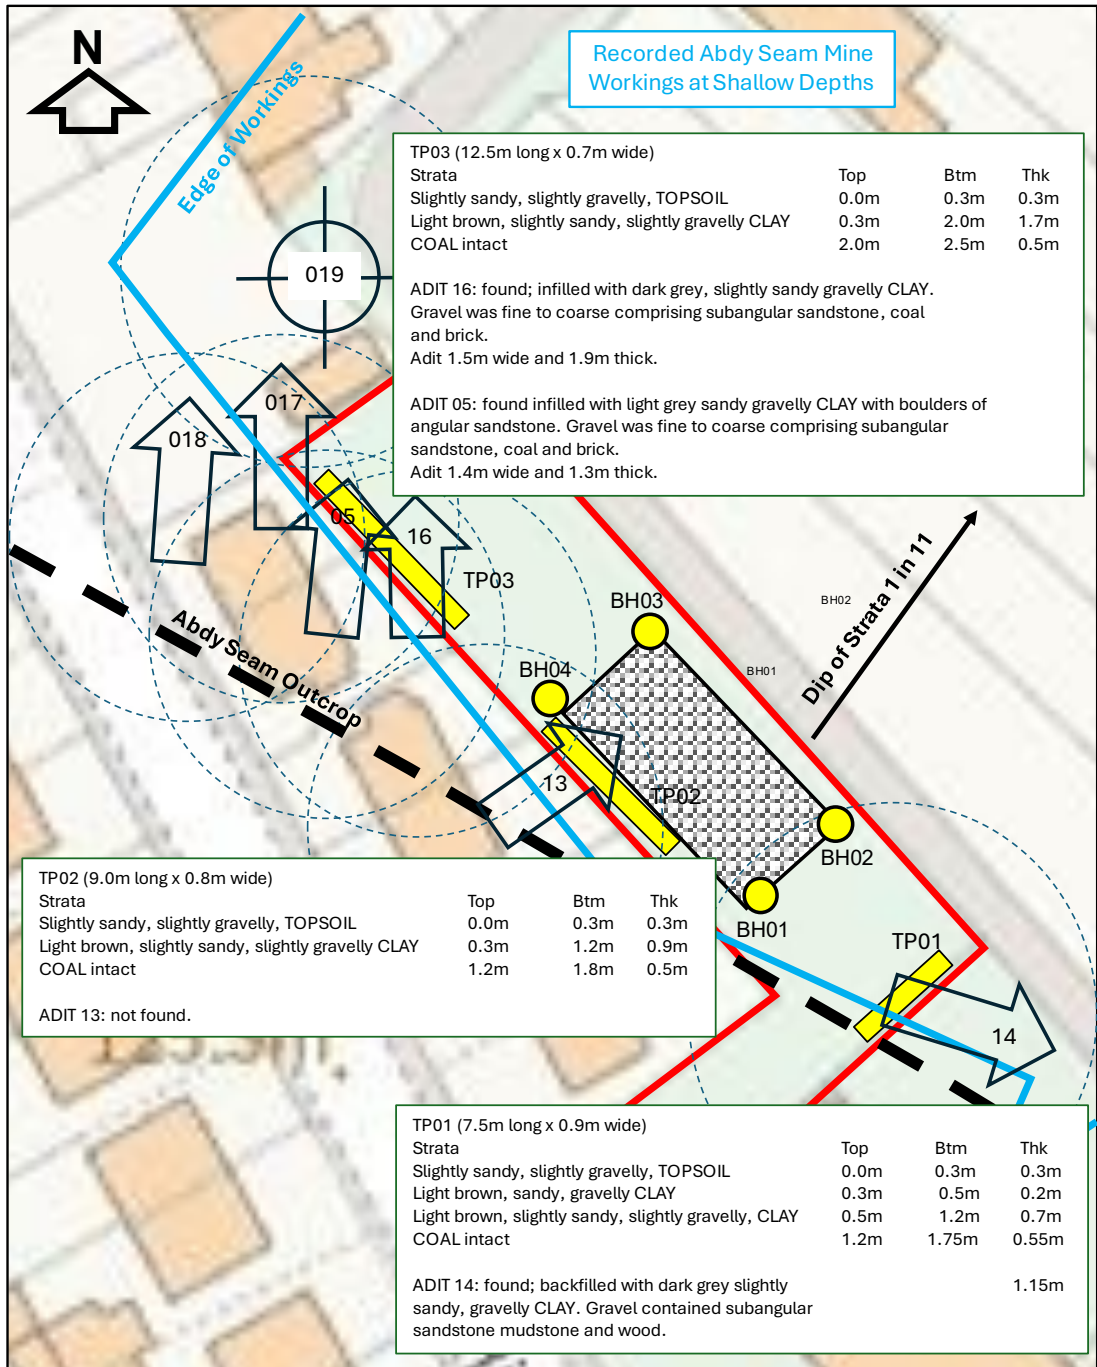 N
Recorded Abdy Seam Mine
Workings at Shallow Depths
Edge of Workings
TP03 (12.5m long x 0.7m wide)
Strata Top Btm Thk
Slightly sandy, slightly gravelly, TOPSOIL 0.0m 0.3m 0.3m
Light brown, slightly sandy, slightly gravelly CLAY 0.3m 2.0m 1.7m
COAL intact 2.0m 2.5m 0.5m
ADIT 16: found; infilled with dark grey, slightly sandy gravelly CLAY.
Gravel was fine to coarse comprising subangular sandstone, coal
and brick.
Adit 1.5m wide and 1.9m thick.
ADIT 05: found infilled with light grey sandy gravelly CLAY with boulders of
angular sandstone. Gravel was fine to coarse comprising subangular
sandstone, coal and brick.
Adit 1.4m wide and 1.3m thick.
019
017
018
05
16
TP03
Dip of Strata 1 in 11
BH03
BH02
BH04
BH01
Abdy Seam Outcrop
13
TP02
BH02
BH01
TP01
14
TP02 (9.0m long x 0.8m wide)
Strata Top Btm Thk
Slightly sandy, slightly gravelly, TOPSOIL 0.0m 0.3m 0.3m
Light brown, slightly sandy, slightly gravelly CLAY 0.3m 1.2m 0.9m
COAL intact 1.2m 1.8m 0.5m
ADIT 13: not found.
TP01 (7.5m long x 0.9m wide)
Strata Top Btm Thk
Slightly sandy, slightly gravelly, TOPSOIL 0.0m 0.3m 0.3m
Light brown, sandy, gravelly CLAY 0.3m 0.5m 0.2m
Light brown, slightly sandy, slightly gravelly, CLAY 0.5m 1.2m 0.7m
COAL intact 1.2m 1.75m 0.55m
ADIT 14: found; backfilled with dark grey slightly 1.15m
sandy, gravelly CLAY. Gravel contained subangular
sandstone mudstone and wood.